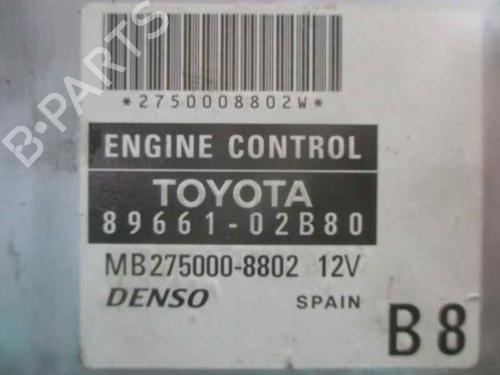 *2750008802W*
ENGINE CONTROL
TOYOTA
89661-02B80
MB275000-8802 12V
DENSO SPAIN
B8
B-PARTS